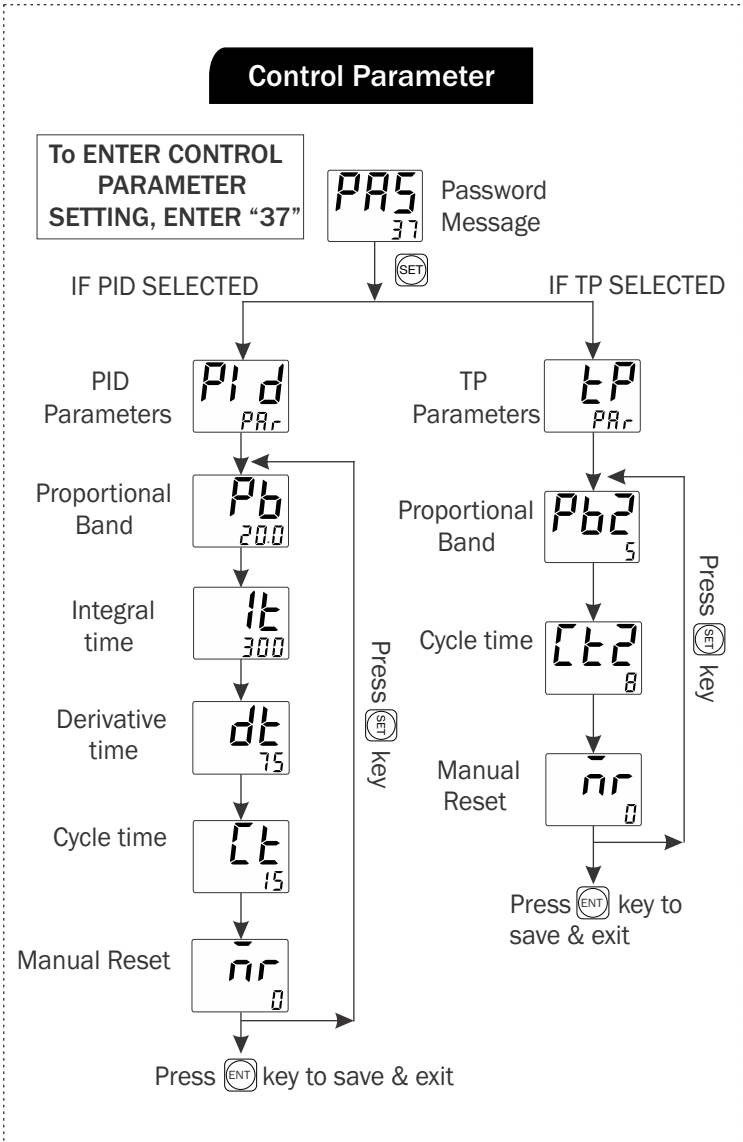 Control Parameter
To ENTER CONTROL
PARAMETER
SETTING, ENTER “37”
PAS
37
Password
Message
SET
IF PID SELECTED
IF TP SELECTED
PID
Parameters
PId
PAr
Proportional
Band
Pb
20.0
Integral
time
It
300
Derivative
time
dt
75
Cycle time
Ct
15
Manual Reset
n̄r
0
Press SET key
Press ENT key to save & exit
TP
Parameters
tP
PAr
Proportional
Band
Pb2
5
Cycle time
Ct2
8
Manual
Reset
n̄r
0
Press SET key
Press ENT key to
save & exit